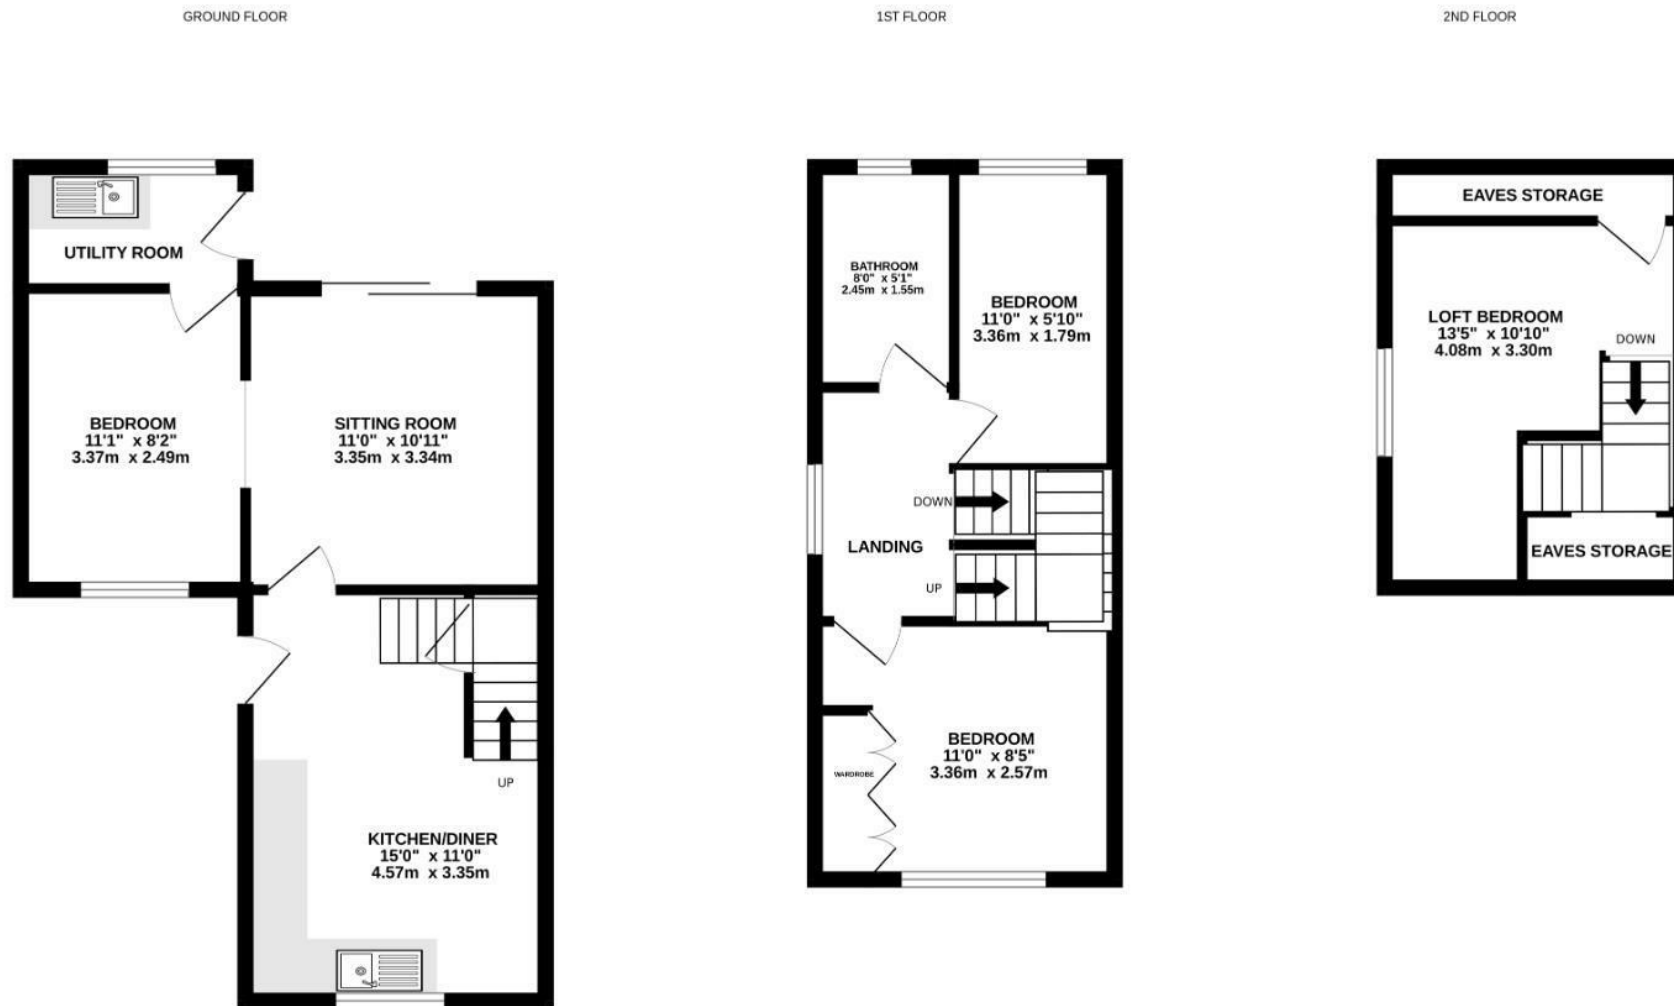 GROUND FLOOR
1ST FLOOR
2ND FLOOR
UTILITY ROOM
BEDROOM
11'1" x 8'2"
3.37m x 2.49m
SITTING ROOM
11'0" x 10'11"
3.35m x 3.34m
UP
KITCHEN/DINER
15'0" x 11'0"
4.57m x 3.35m
BATHROOM
8'0" x 5'1"
2.45m x 1.55m
BEDROOM
11'0" x 5'10"
3.36m x 1.79m
DOWN
LANDING
UP
BEDROOM
11'0" x 8'5"
3.36m x 2.57m
WARDROBE
EAVES STORAGE
LOFT BEDROOM
13'5" x 10'10"
4.08m x 3.30m
DOWN
EAVES STORAGE